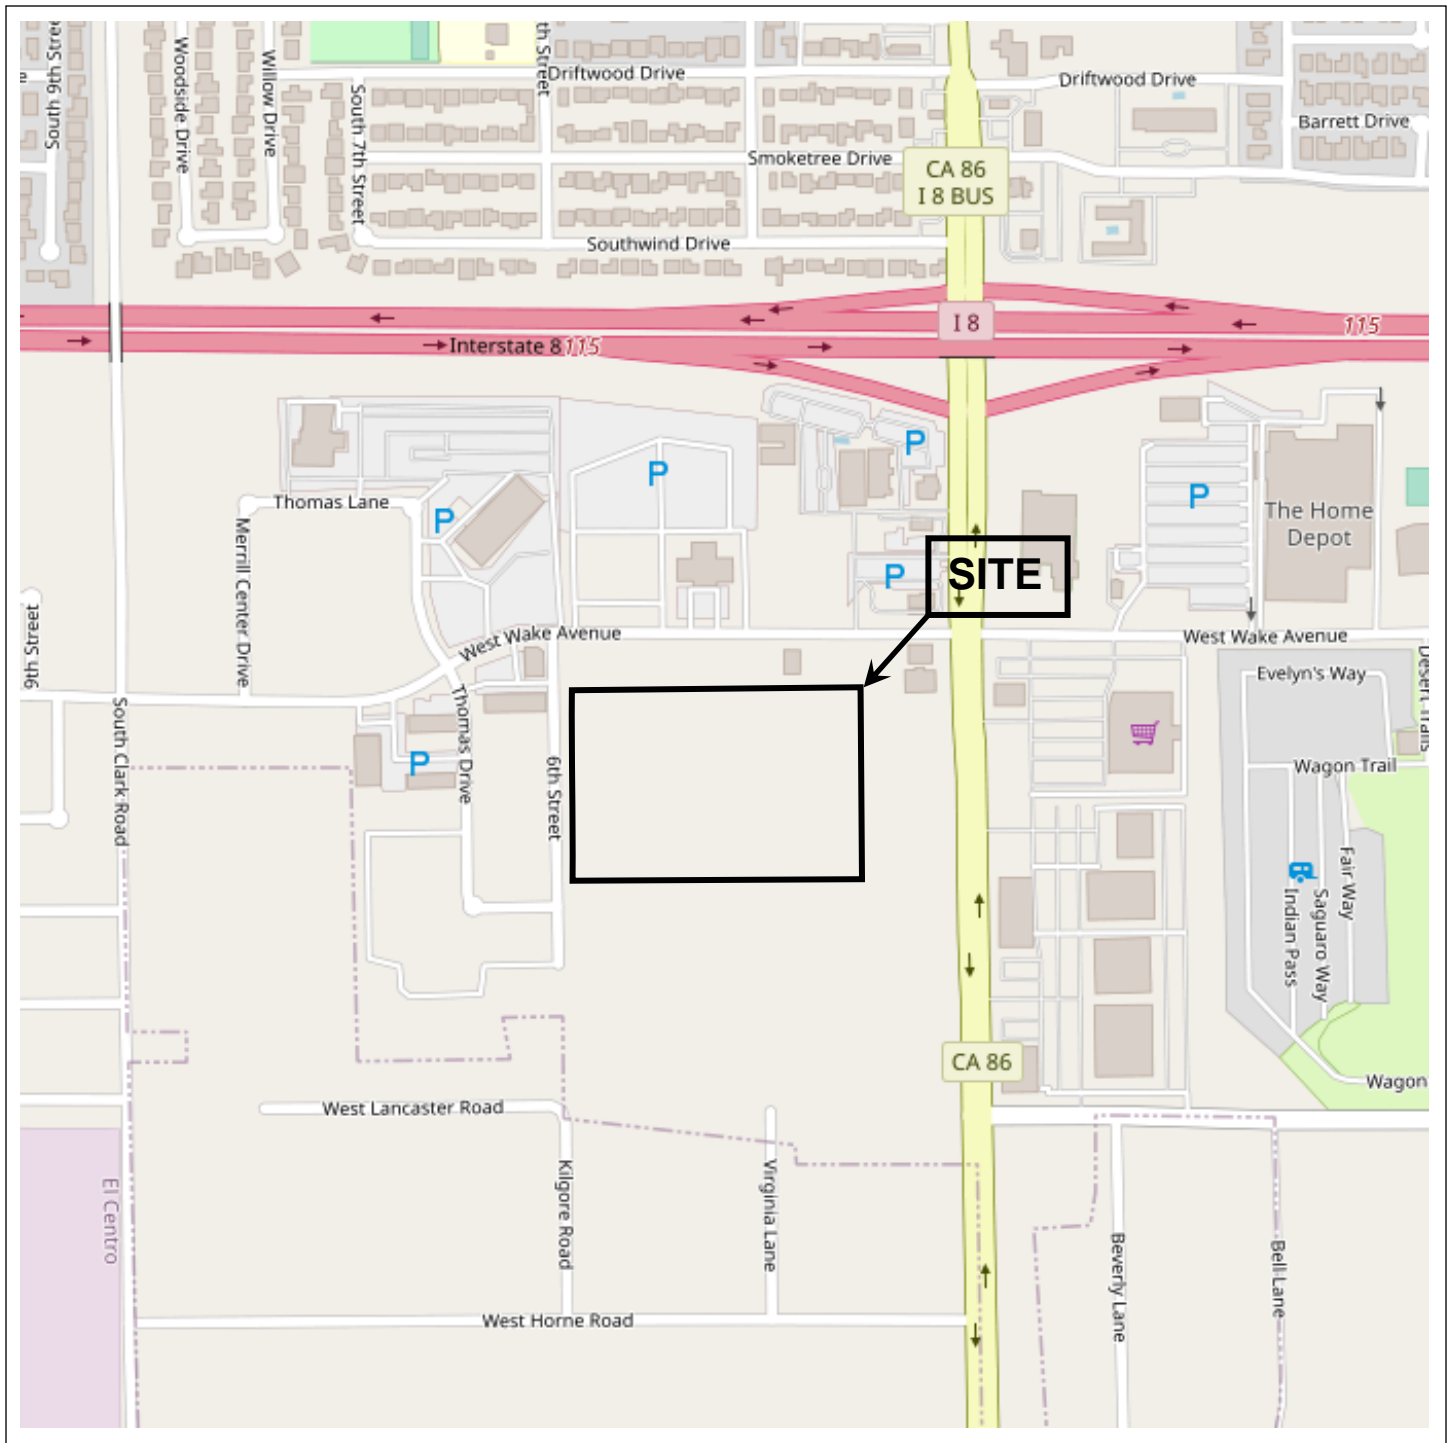 South 9th Stree
Woodside Drive
Willow Drive
South 7th Street
th Street
Driftwood Drive
Driftwood Drive
Barrett Drive
Smoketree Drive
CA 86
I 8 BUS
Southwind Drive
I 8
115
Interstate 8
115
P
P
P
P
The Home
Depot
Thomas Lane
P
Merrill Center Drive
P
SITE
9th Street
West Wake Avenue
West Wake Avenue
Evelyn's Way
Desert Trails
South Clark Road
Thomas Drive
P
6th Street
Wagon Trail
Fair Way
Saguaro Way
Indian Pass
CA 86
Wagon
West Lancaster Road
El Centro
Kilgore Road
Virginia Lane
Beverly Lane
Bell Lane
West Horne Road